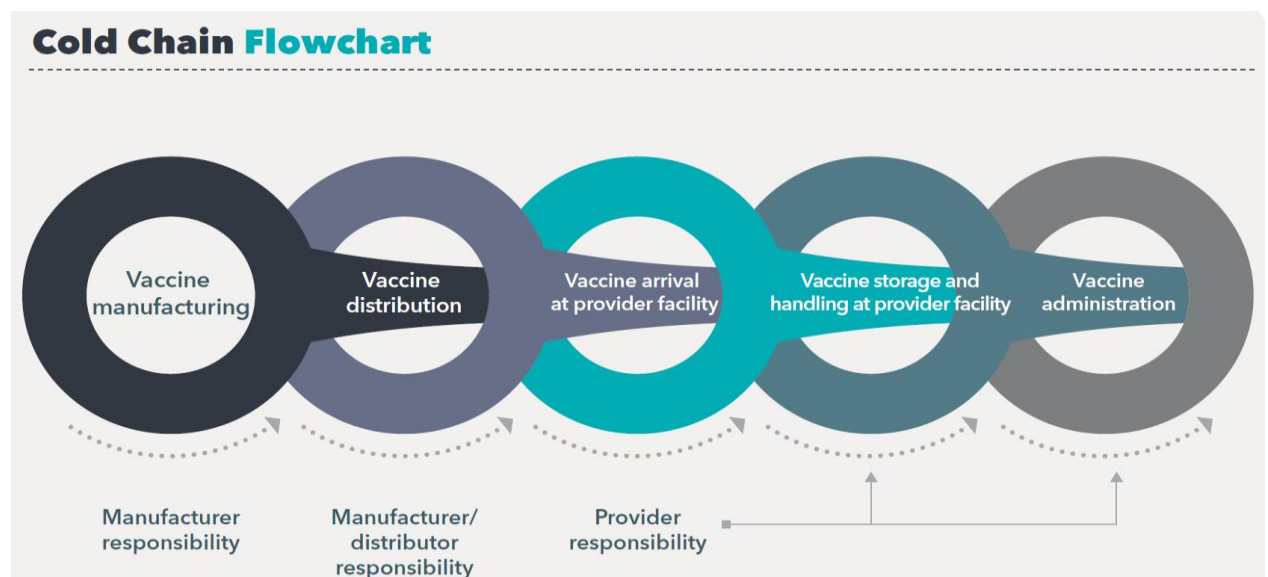 Cold Chain Flowchart
Vaccine
manufacturing
Vaccine
distribution
Vaccine arrival
at provider facility
Vaccine storage and
handling at provider facility
Vaccine
administration
Manufacturer
responsibility
Manufacturer/
distributor
responsibility
Provider
responsibility